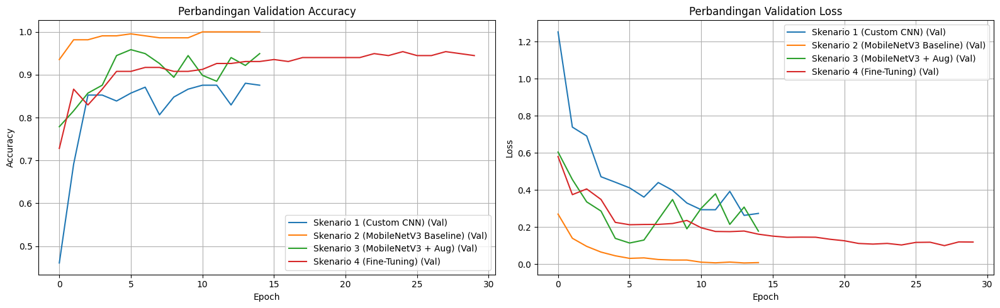 Perbandingan Validation Accuracy
1.0
0.9
0.8
0.7
0.6
0.5
Accuracy
Skenario 1 (Custom CNN) (Val)
Skenario 2 (MobileNetV3 Baseline) (Val)
Skenario 3 (MobileNetV3 + Aug) (Val)
Skenario 4 (Fine-Tuning) (Val)
0 5 10 15 20 25 30
Epoch
Perbandingan Validation Loss
1.2
1.0
0.8
0.6
0.4
0.2
0.0
Loss
Skenario 1 (Custom CNN) (Val)
Skenario 2 (MobileNetV3 Baseline) (Val)
Skenario 3 (MobileNetV3 + Aug) (Val)
Skenario 4 (Fine-Tuning) (Val)
0 5 10 15 20 25 30
Epoch